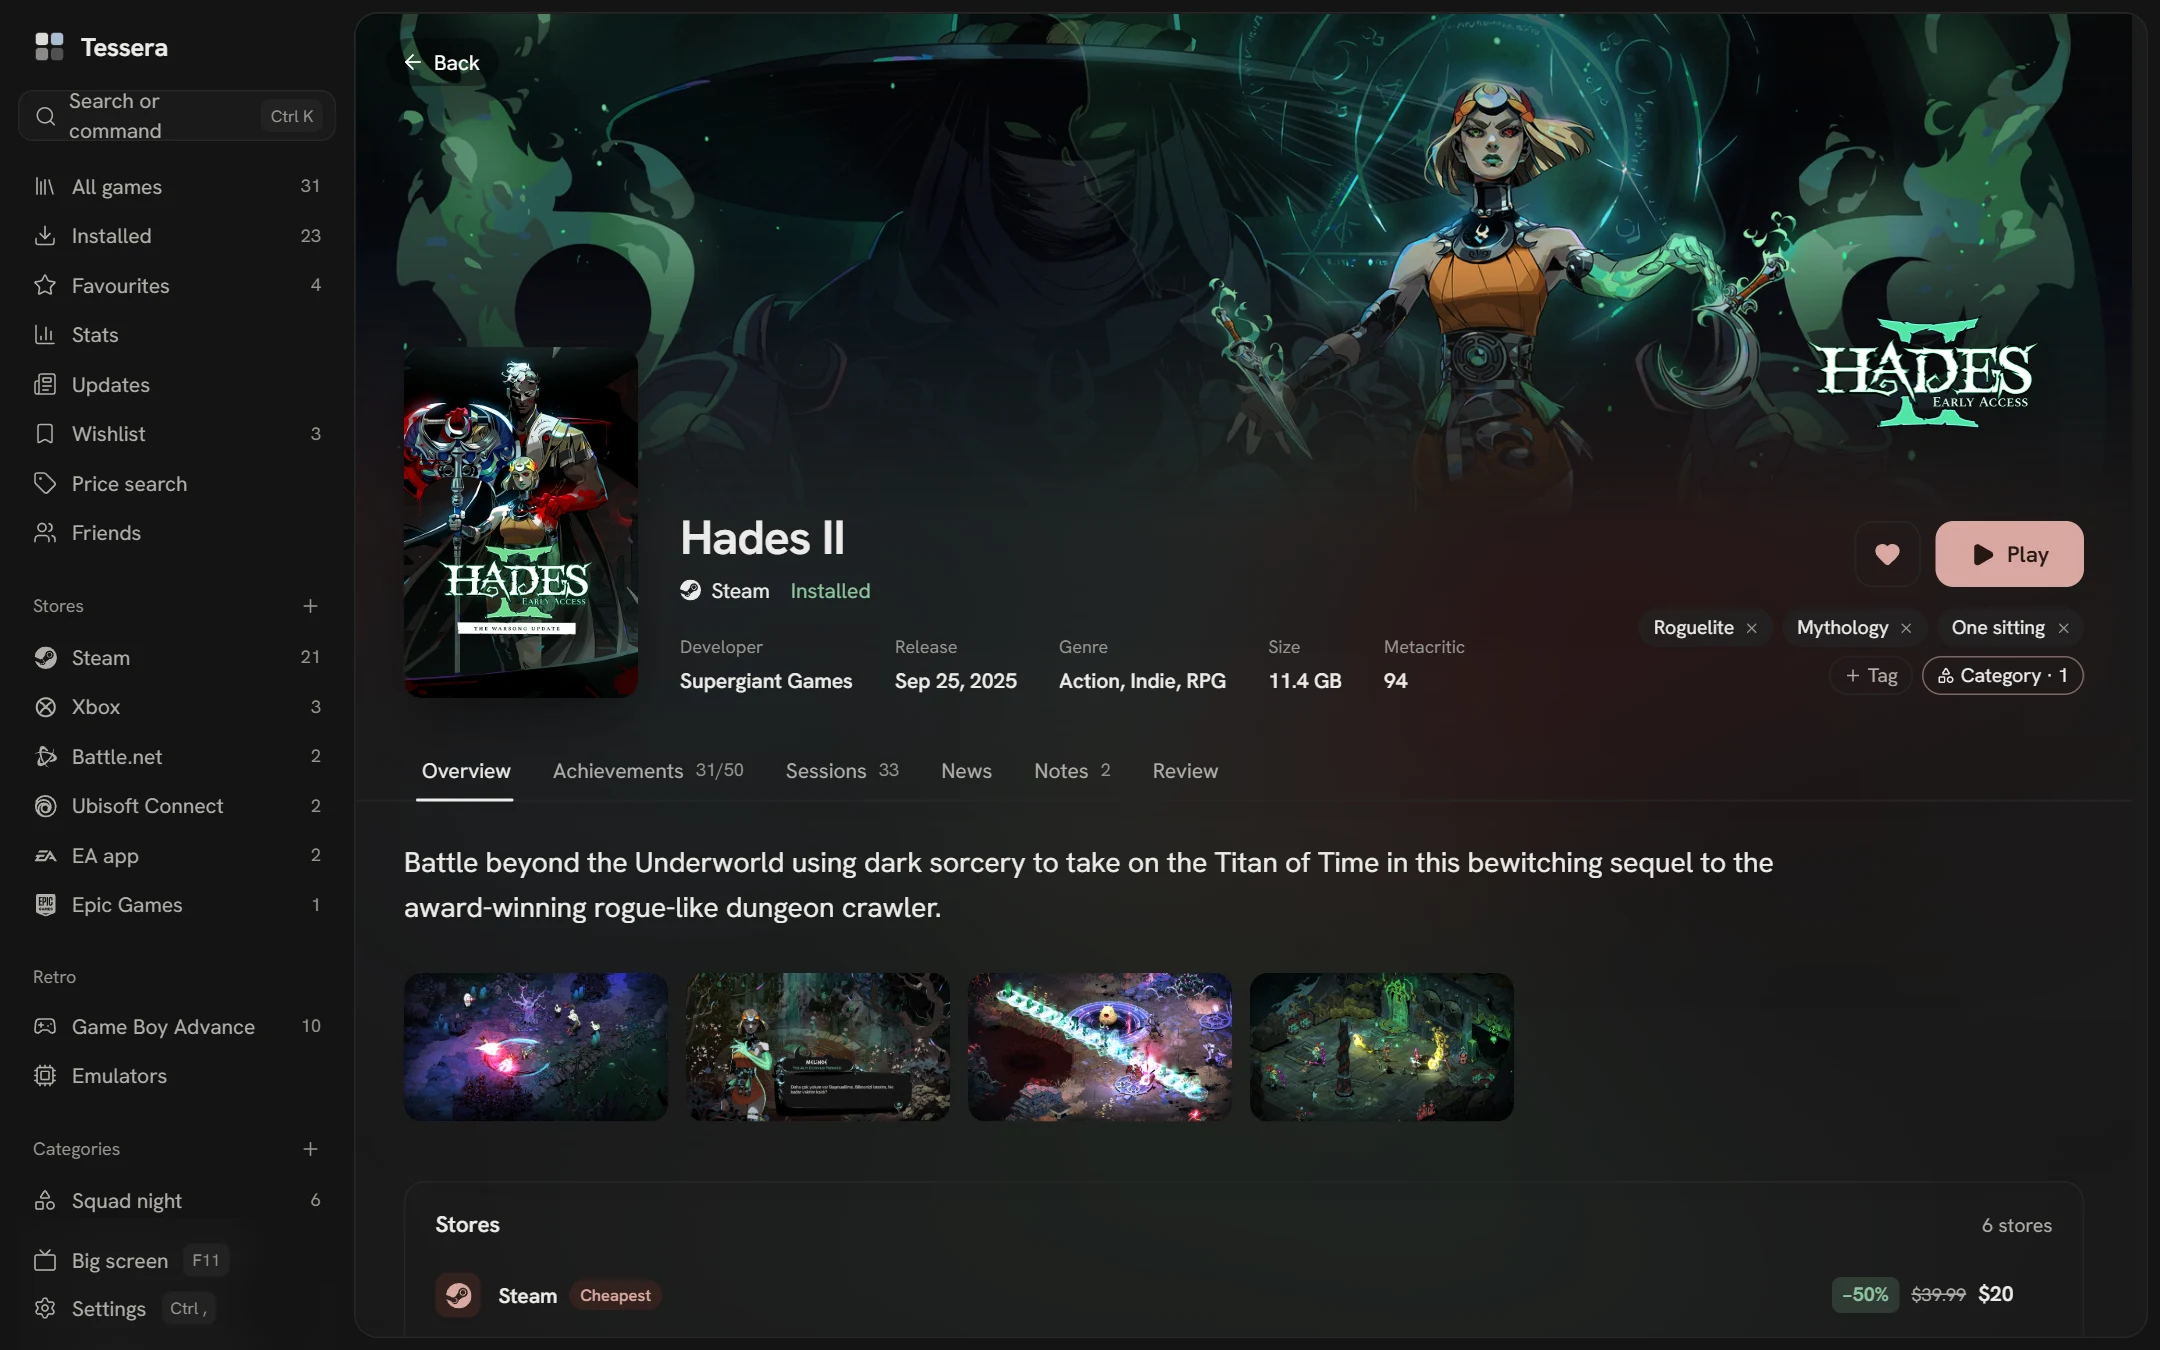 Tessera
Search or
command
Ctrl K
All games 31
Installed 23
Favourites 4
Stats
Updates
Wishlist 3
Price search
Friends
Stores
Steam 21
Xbox 3
Battle.net 2
Ubisoft Connect 2
EA app 2
Epic Games 1
Retro
Game Boy Advance 10
Emulators
Categories
Squad night 6
Big screen F11
Settings Ctrl ,
Back
HADES
II
EARLY ACCESS
HADES
II
EARLY ACCESS
THE WARSONG UPDATE
Hades II
Steam Installed
Developer
Supergiant Games
Release
Sep 25, 2025
Genre
Action, Indie, RPG
Size
11.4 GB
Metacritic
94
Play
Roguelite × Mythology × One sitting ×
+ Tag Category · 1
Overview Achievements 31/50 Sessions 33 News Notes 2 Review
Battle beyond the Underworld using dark sorcery to take on the Titan of Time in this bewitching sequel to the
award-winning rogue-like dungeon crawler.
MELINOË
Stores 6 stores
Steam Cheapest -50% $39.99 $20